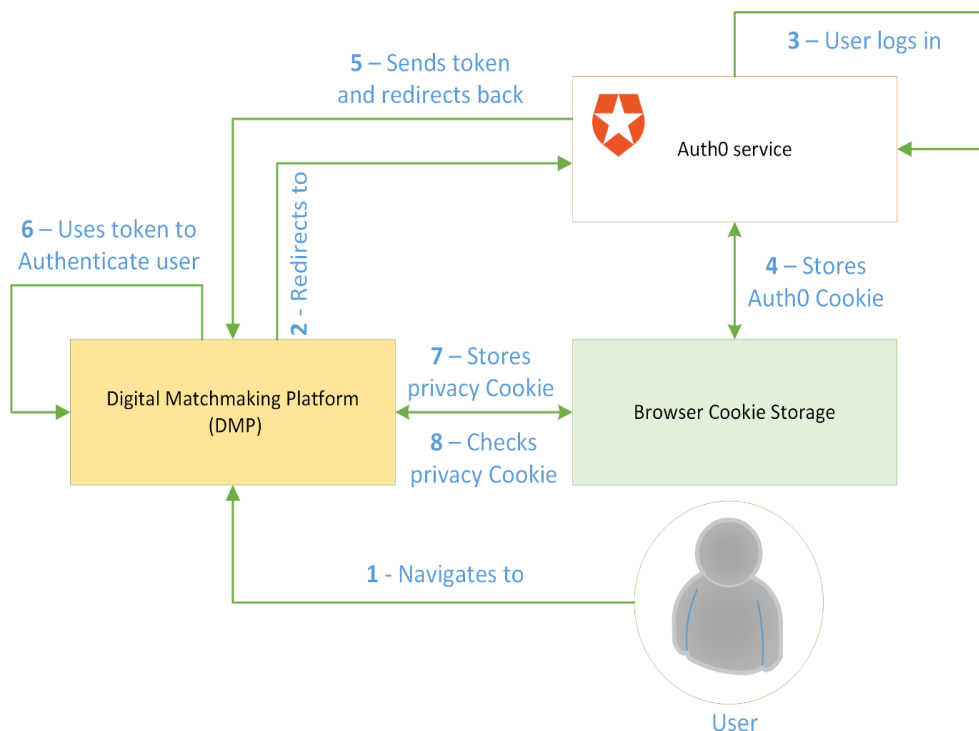 3 – User logs in
5 – Sends token
and redirects back
Auth0 service
6 – Uses token to
Authenticate user
2 - Redirects to
4 – Stores
Auth0 Cookie
7 – Stores
privacy Cookie
Digital Matchmaking Platform
(DMP)
Browser Cookie Storage
8 – Checks
privacy Cookie
1 - Navigates to
User